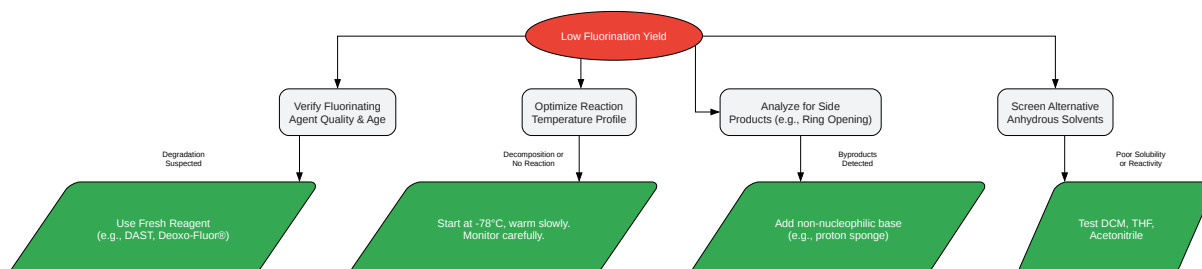 Low Fluorination Yield
Verify Fluorinating
Agent Quality & Age
Optimize Reaction
Temperature Profile
Analyze for Side
Products (e.g., Ring Opening)
Screen Alternative
Anhydrous Solvents
Degradation
Suspected
Decomposition or
No Reaction
Byproducts
Detected
Poor Solubility
or Reactivity
Use Fresh Reagent
(e.g., DAST, Deoxo-Fluor®)
Start at -78°C, warm slowly.
Monitor carefully.
Add non-nucleophilic base
(e.g., proton sponge)
Test DCM, THF,
Acetonitrile